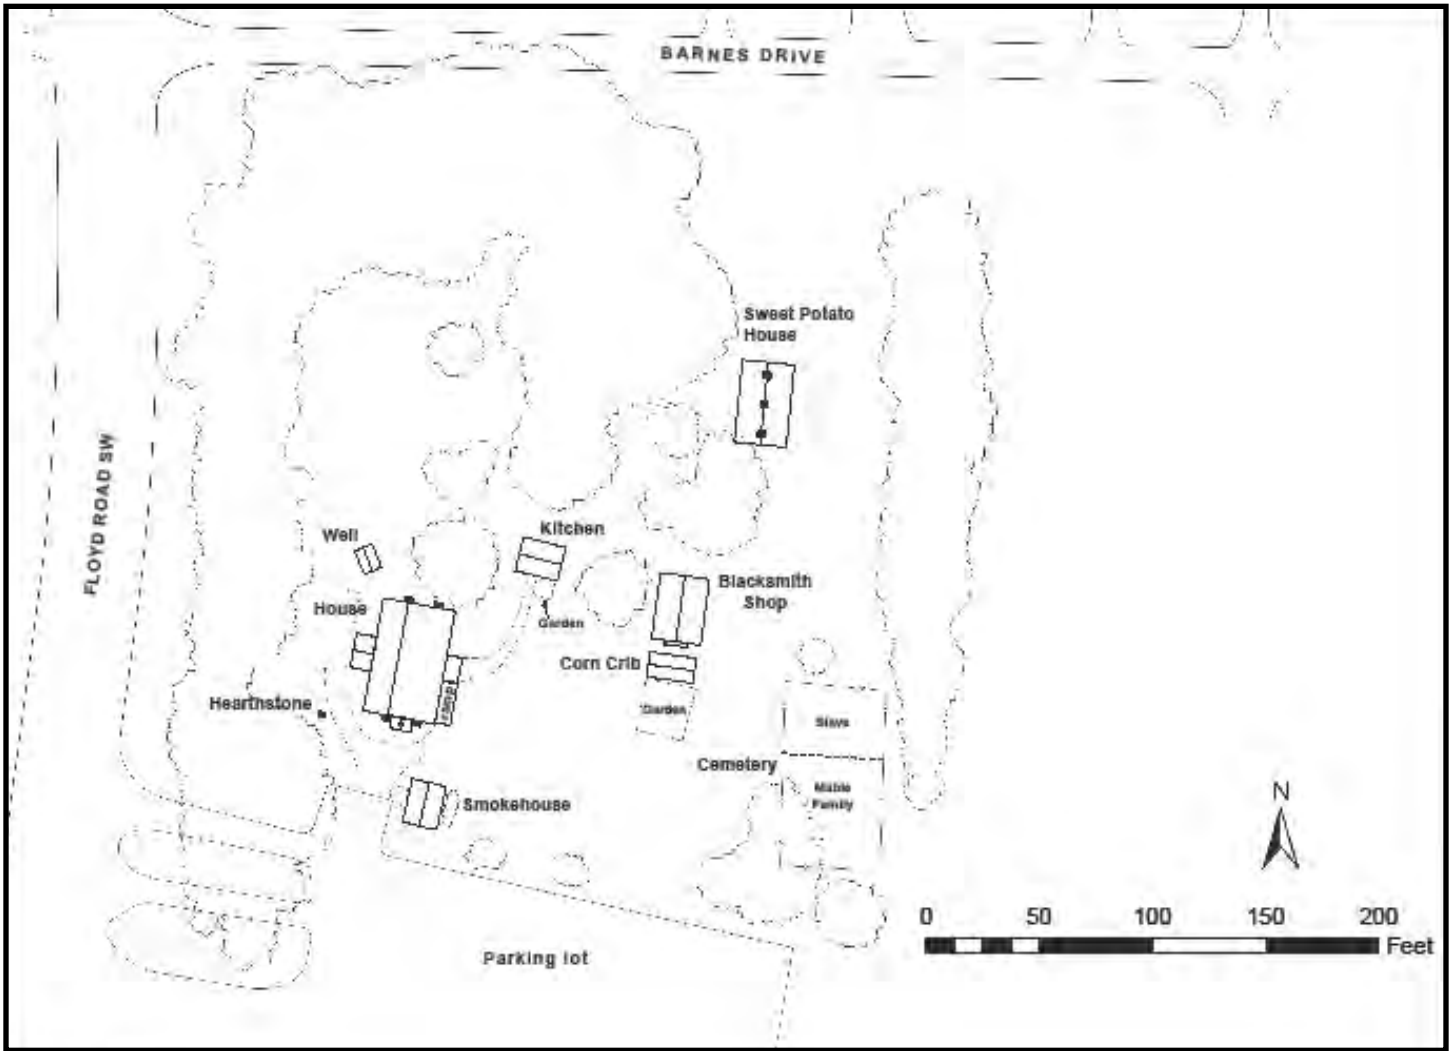 BARNES DRIVE
Sweet Potato
House
FLOYD ROAD SW
Well
Kitchen
Blacksmith
Shop
House
Garden
Corn Crib
Hearthstone
Garden
Slave
Cemetery
Mable
Family
Smokehouse
N
0 50 100 150 200
Feet
Parking lot